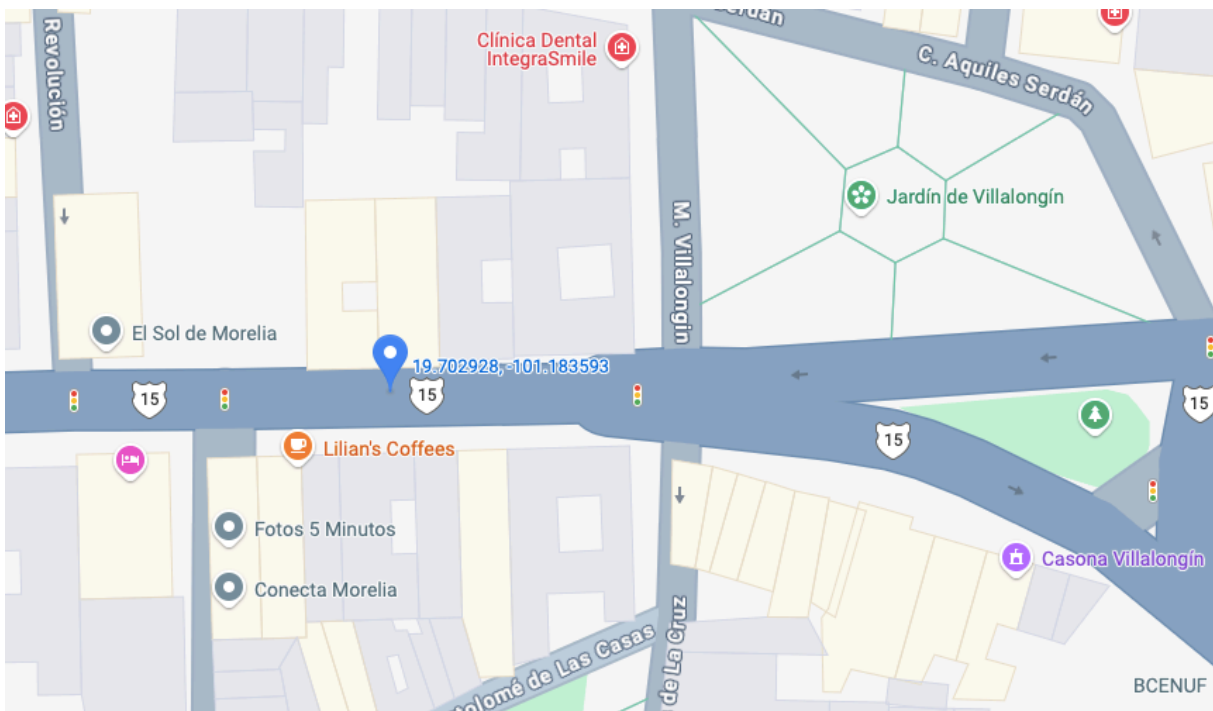 Revolución
Clínica Dental
IntegraSmile
Serdán
C. Aquiles Serdán
Jardín de Villalongín
M. Villalongín
El Sol de Morelia
19.702928, -101.183593
15
15
15
15
Lilian's Coffees
Fotos 5 Minutos
Conecta Morelia
Casona Villalongín
tolomé de Las Casas
de La Cruz
BCENUF